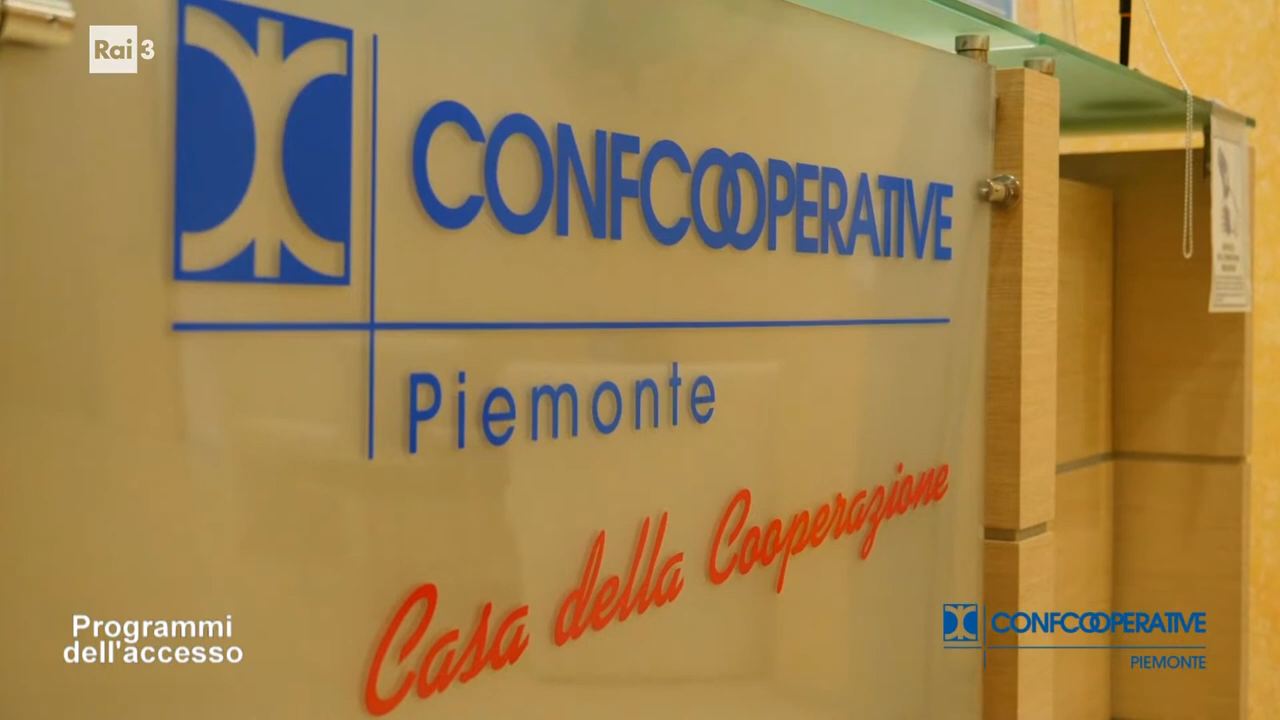 Rai 3
CONFCOOPERATIVE
Piemonte
Casa della Cooperazione
Programmi
dell'accesso
CONFCOOPERATIVE
PIEMONTE